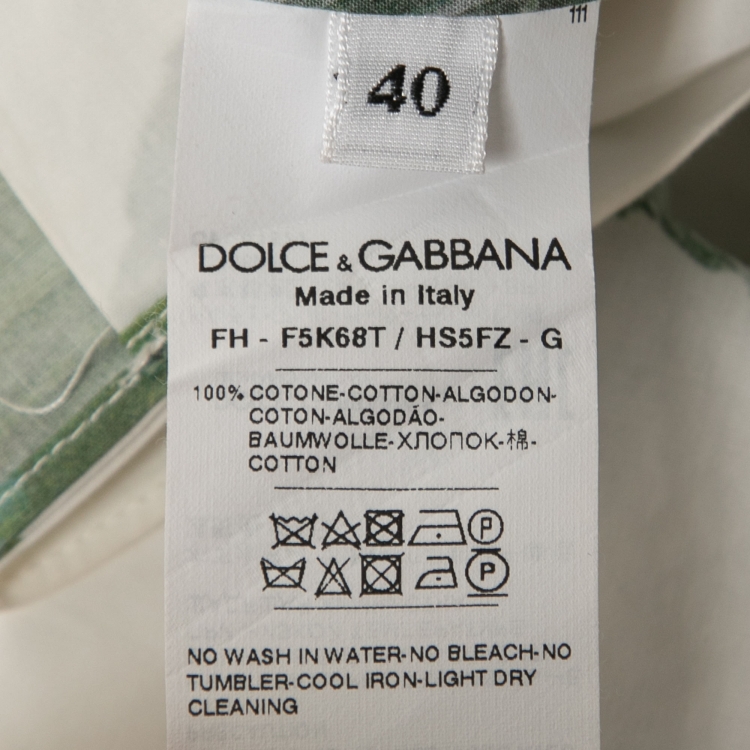 111
40
DOLCE & GABBANA
Made in Italy
FH - F5K68T / HS5FZ - G
100% COTONE-COTTON-ALGODON-
COTON-ALGODÃO-
BAUMWOLLE-ХЛОПОК-棉-
COTTON
P
P
NO WASH IN WATER-NO BLEACH-NO
TUMBLER-COOL IRON-LIGHT DRY
CLEANING